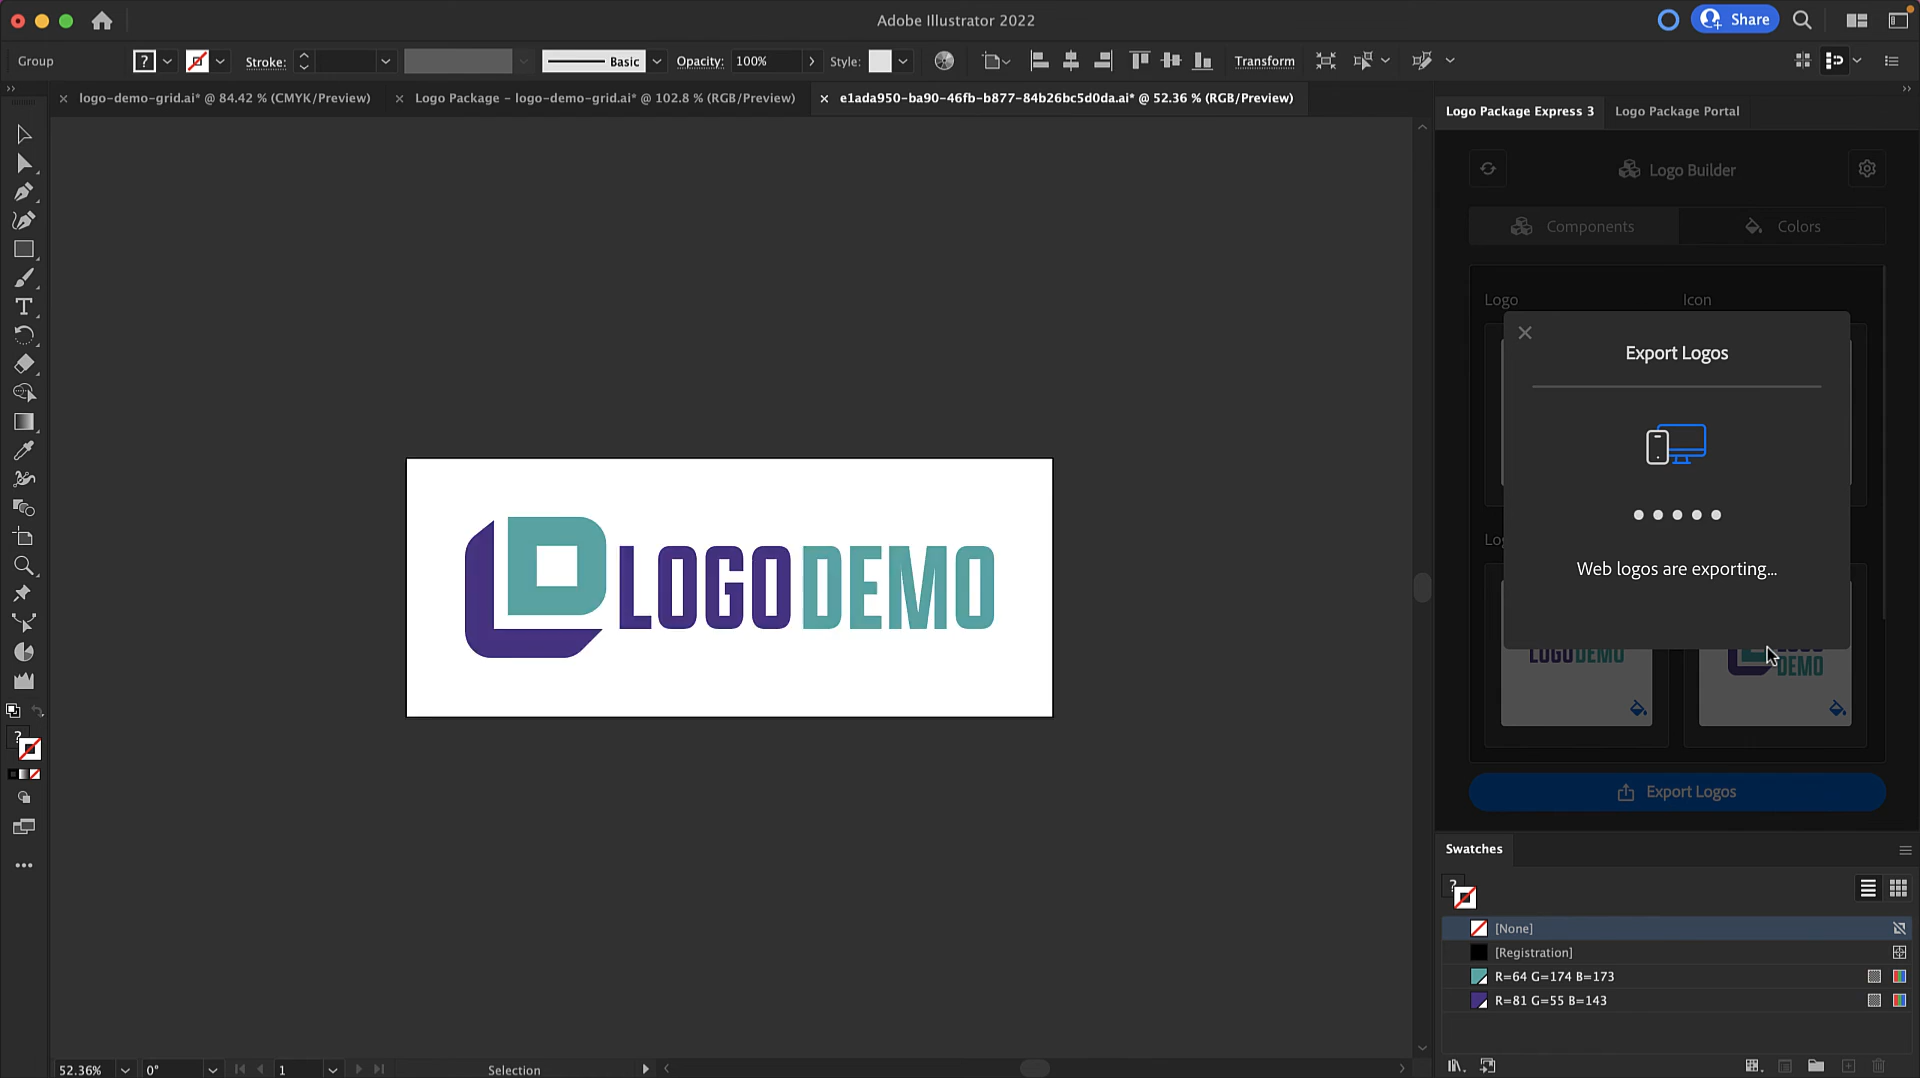 Adobe Illustrator 2022
Share
Group
?
Stroke:
Basic
Opacity:
100%
Style:
Transform
logo-demo-grid.ai* @ 84.42 % (CMYK/Preview)
Logo Package - logo-demo-grid.ai* @ 102.8 % (RGB/Preview)
e1ada950-ba90-46fb-b877-84b26bc5d0da.ai* @ 52.36 % (RGB/Preview)
Logo Package Express 3
Logo Package Portal
Logo Builder
Components
Colors
Logo
Icon
Export Logos
Web logos are exporting...
LOGODEMO
LOGODEMO
DEMO
Export Logos
Swatches
?
?
[None]
[Registration]
R=64 G=174 B=173
R=81 G=55 B=143
52.36%
0°
1
Selection